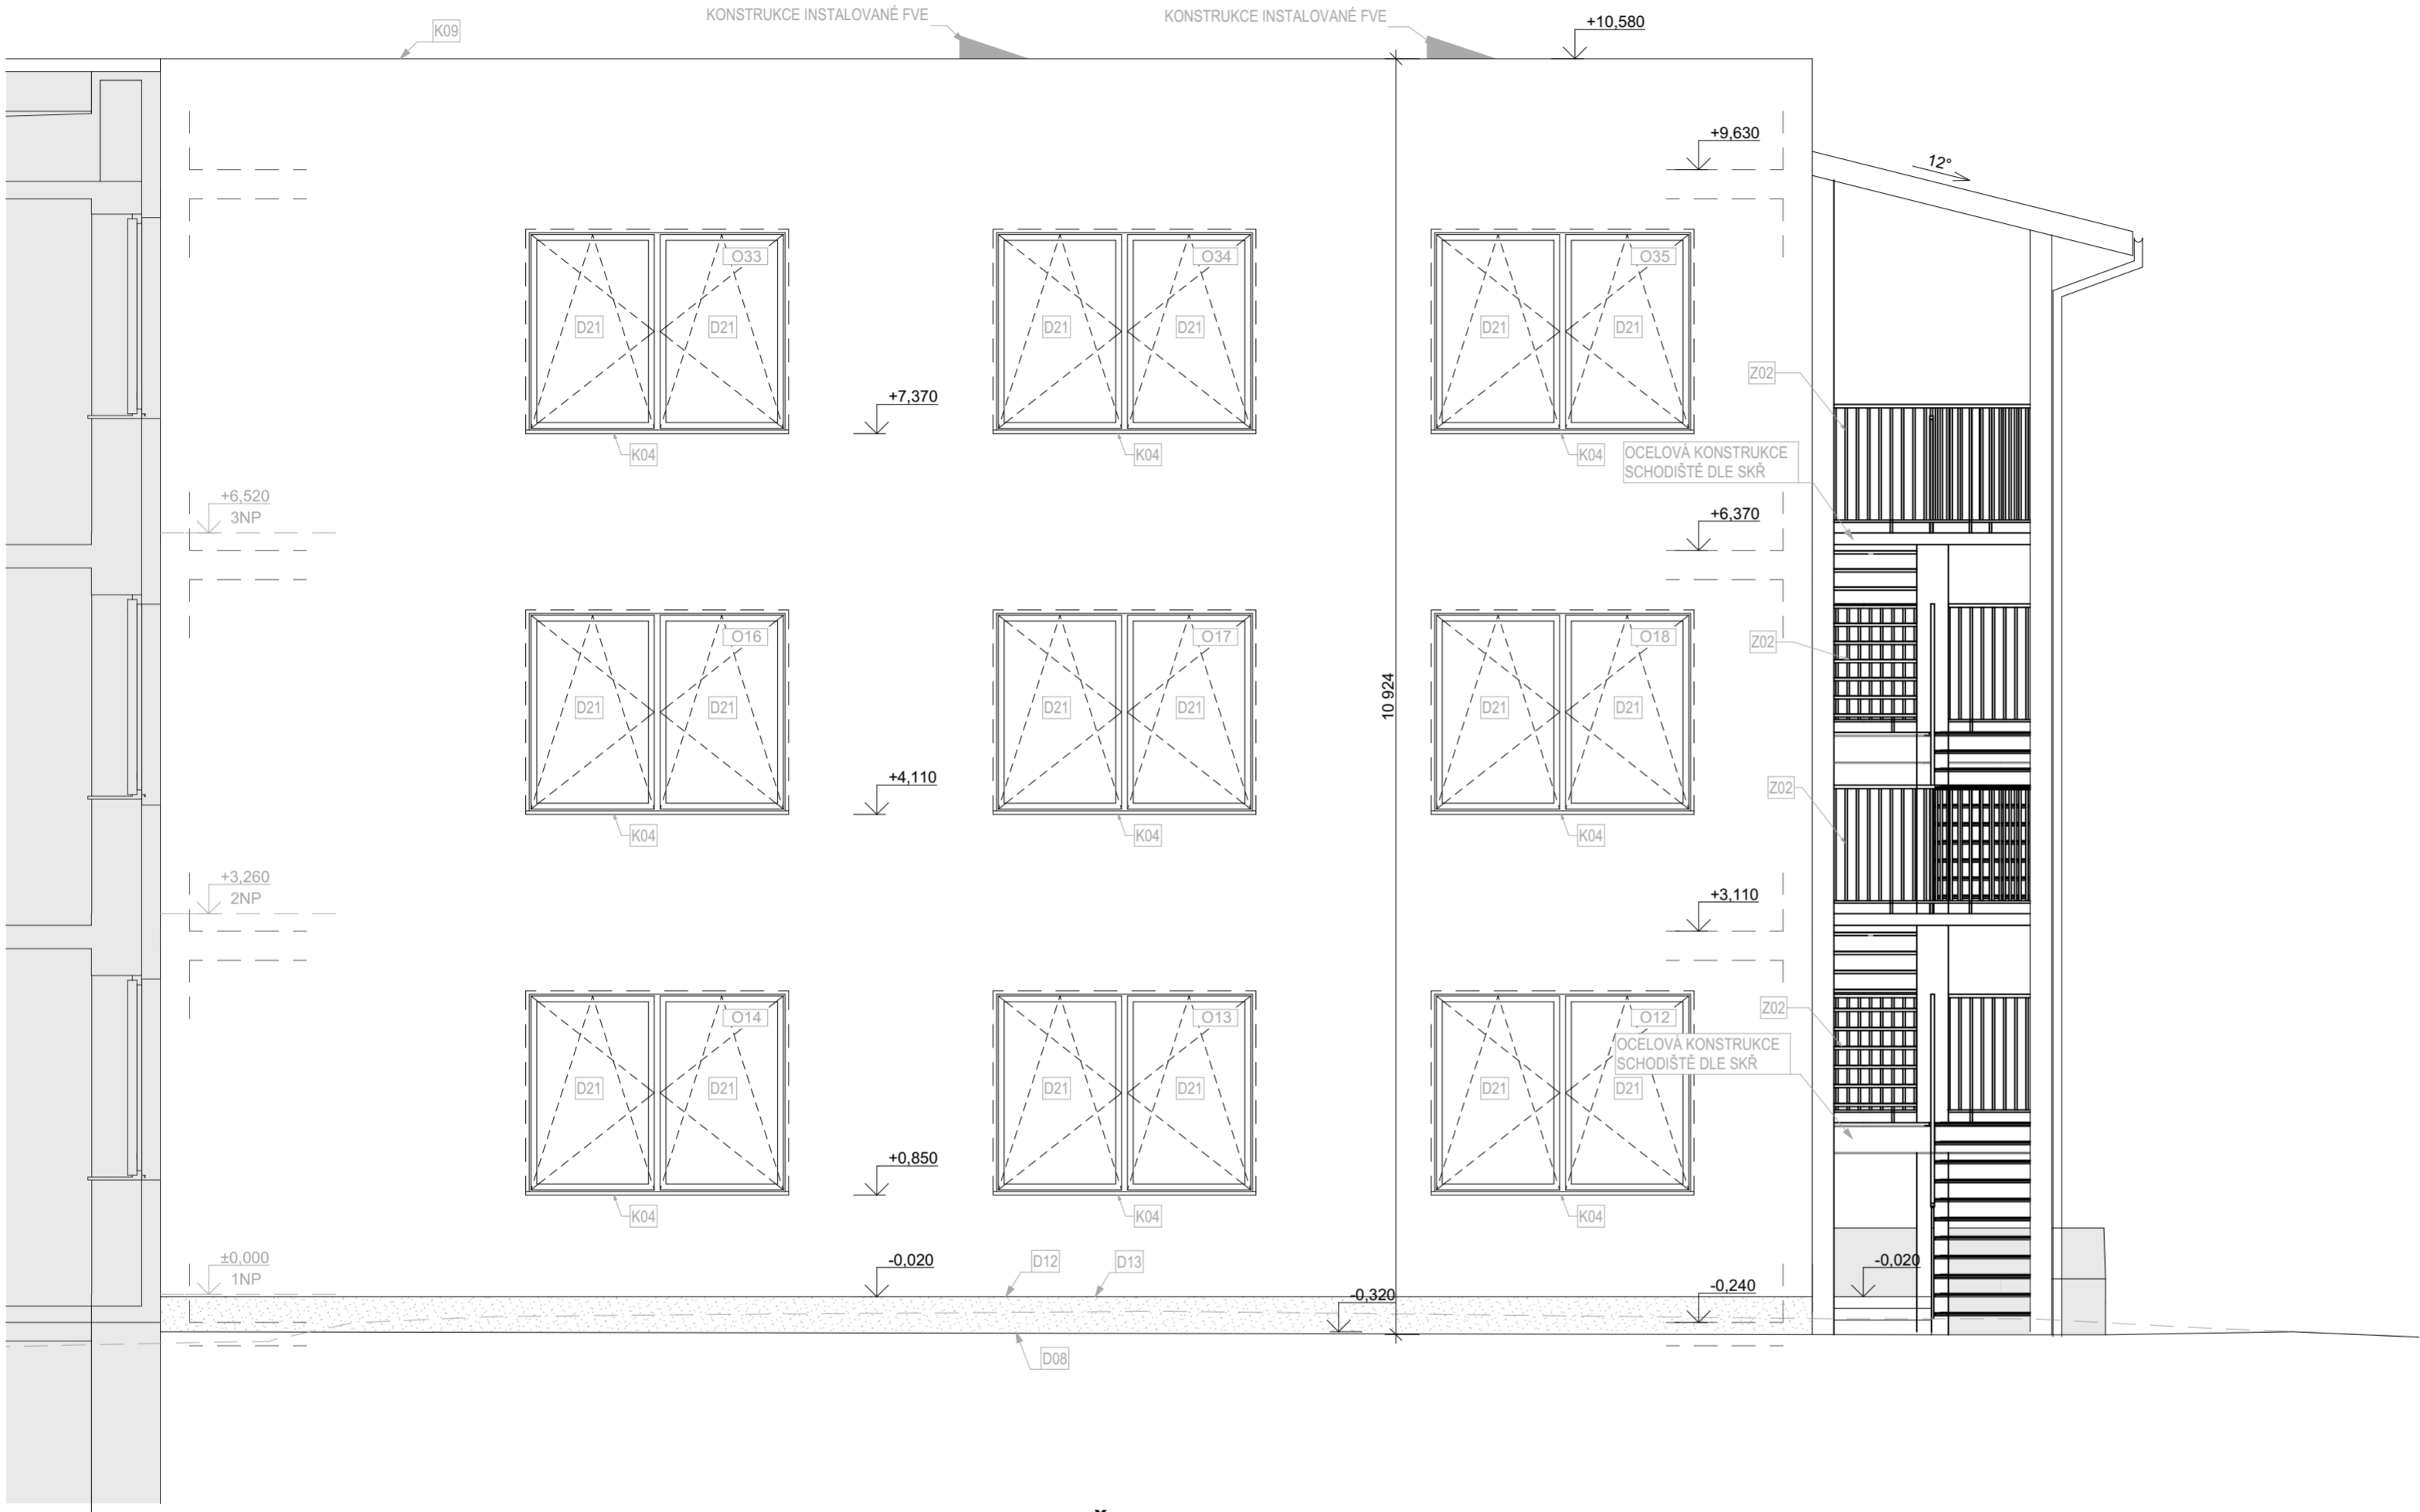 KONSTRUKCE INSTALOVANÉ FVE
KONSTRUKCE INSTALOVANÉ FVE
+10,580
K09
+9,630
12°
O33
O34
O35
D21
D21
D21
D21
D21
D21
Z02
+7,370
K04
K04
K04
OCELOVÁ KONSTRUKCE
SCHODIŠTĚ DLE SKŘ
+6,520
3NP
+6,370
O16
O17
O18
Z02
10 924
D21
D21
D21
D21
D21
D21
+4,110
Z02
K04
K04
K04
+3,260
2NP
+3,110
O14
O13
O12
Z02
OCELOVÁ KONSTRUKCE
SCHODIŠTĚ DLE SKŘ
D21
D21
D21
D21
D21
D21
+0,850
K04
K04
K04
±0,000
1NP
-0,020
D12
D13
-0,320
-0,240
-0,020
D08